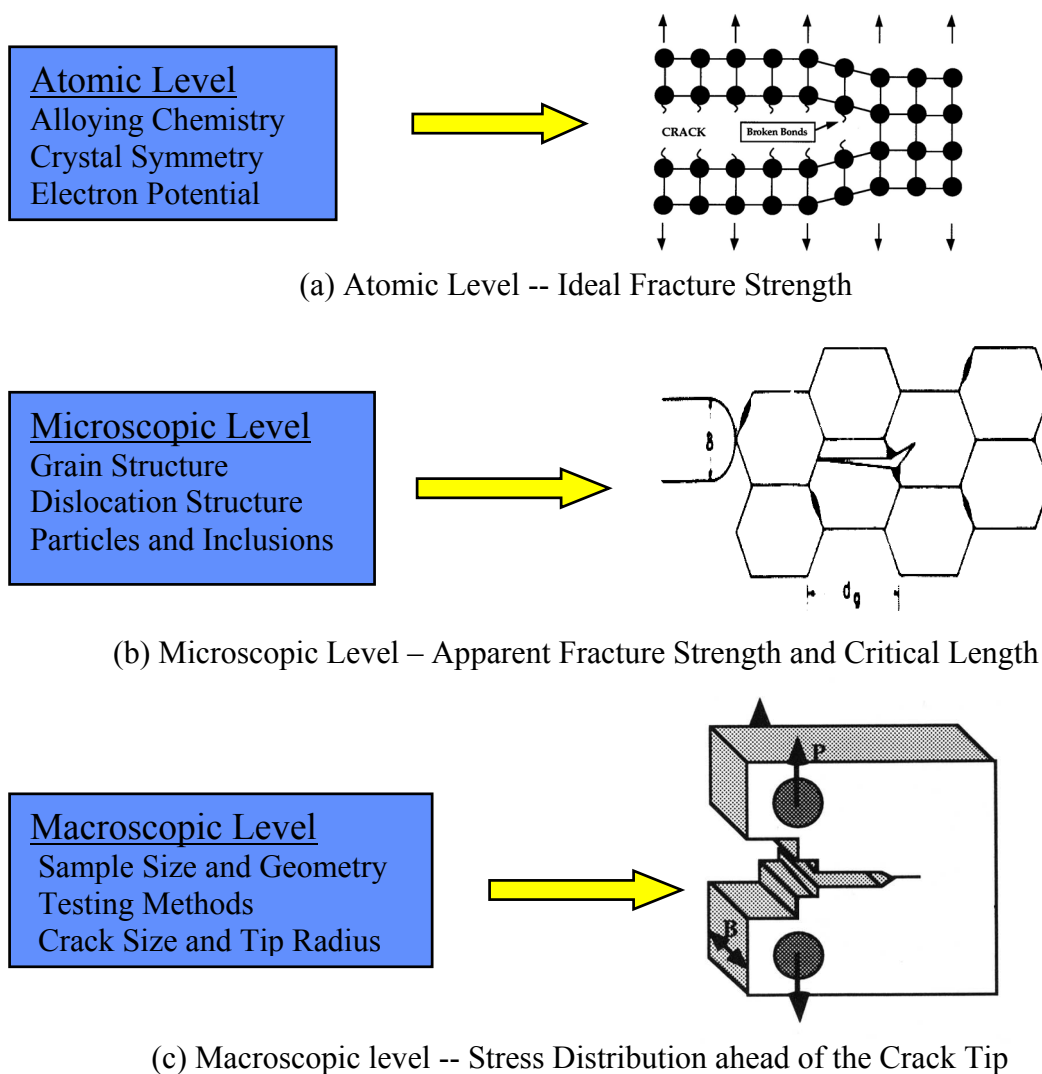 Atomic Level
Alloying Chemistry
Crystal Symmetry
Electron Potential
CRACK
Broken Bonds
(a) Atomic Level -- Ideal Fracture Strength
Microscopic Level
Grain Structure
Dislocation Structure
Particles and Inclusions
δ
d g
(b) Microscopic Level – Apparent Fracture Strength and Critical Length
Macroscopic Level
Sample Size and Geometry
Testing Methods
Crack Size and Tip Radius
P
B
(c) Macroscopic level -- Stress Distribution ahead of the Crack Tip